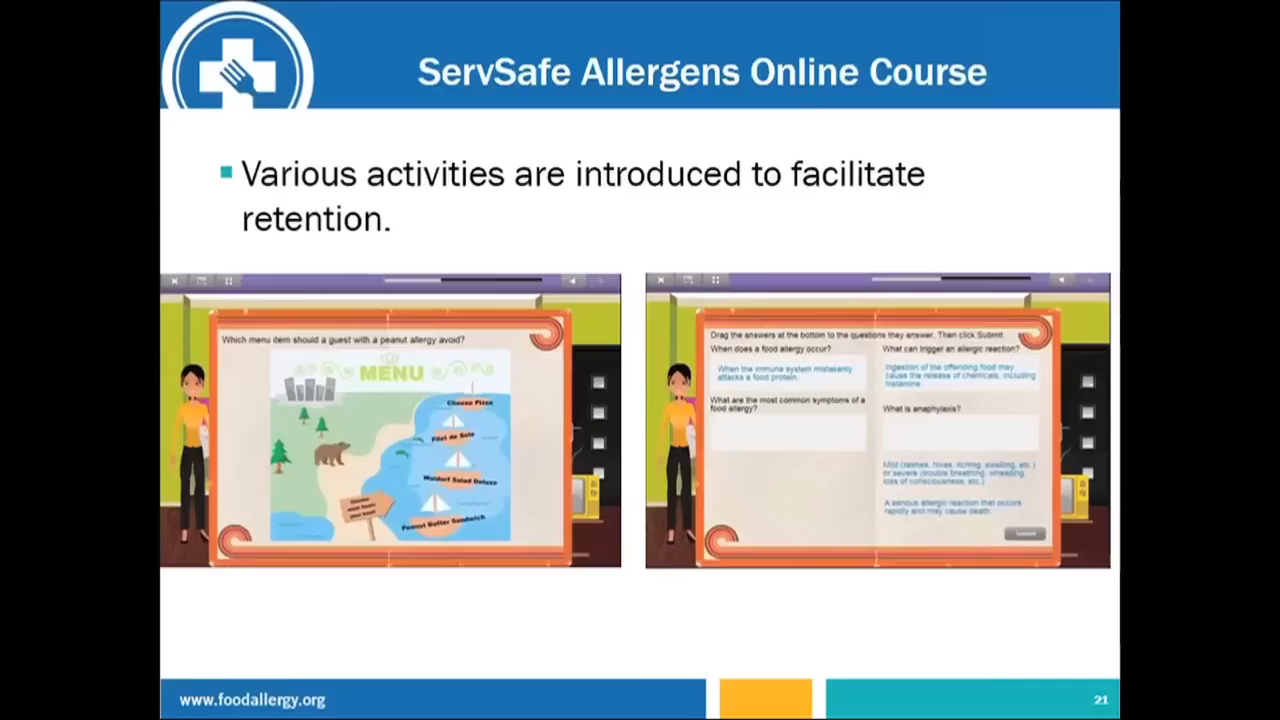 ServSafe Allergens Online Course
Various activities are introduced to facilitate
retention.
Which menu item should a guest with a peanut allergy avoid?
MENU
Cheese Pizza
Filet de Sole
Waldorf Salad Deluxe
Peanut Butter Sandwich
Drag the answers at the bottom to the questions they answer. Then click Submit.
When does a food allergy occur?
When the immune system mistakenly
attacks a food protein.
What are the most common symptoms of a
food allergy?
What can trigger an allergic reaction?
Ingestion of the offending food may
cause the release of chemicals, including
histamine
What is anaphylaxis?
Mild (rashes, hives, itching, swelling, etc.)
or severe (trouble breathing, wheezing,
loss of consciousness, etc.)
A serious allergic reaction that occurs
rapidly and may cause death.
Submit
www.foodallergy.org
21